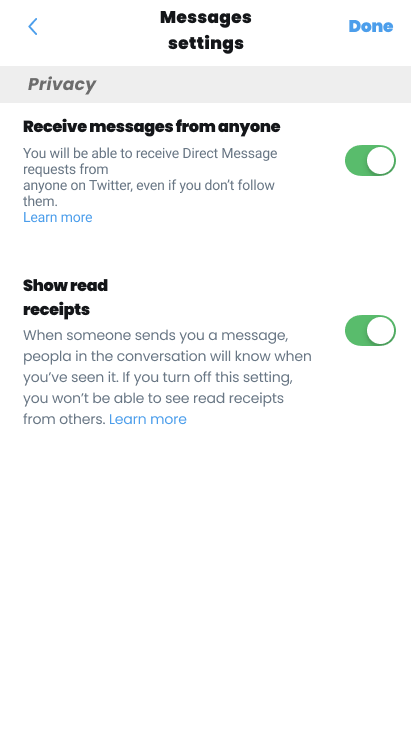 Messages
settings
Done
Privacy
Receive messages from anyone
You will be able to receive Direct Message
requests from
anyone on Twitter, even if you don’t follow
them.
Learn more
Show read
receipts
When someone sends you a message,
peopla in the conversation will know when
you’ve seen it. If you turn off this setting,
you won’t be able to see read receipts
from others. Learn more